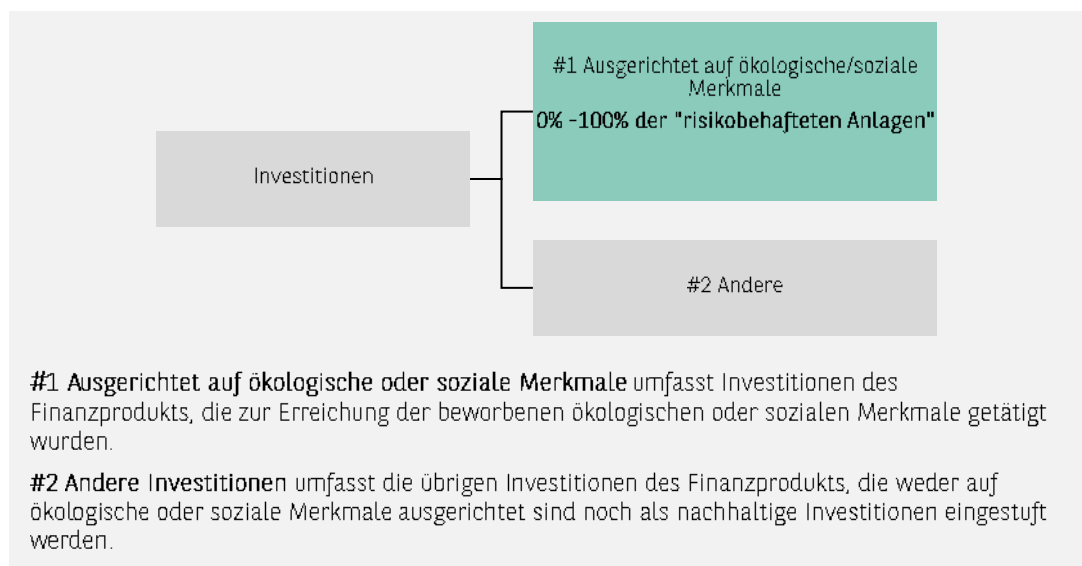 #1 Ausgerichtet auf ökologische/soziale
Merkmale
0% -100% der "risikobehafteten Anlagen"
Investitionen
#2 Andere
#1 Ausgerichtet auf ökologische oder soziale Merkmale umfasst Investitionen des
Finanzprodukts, die zur Erreichung der beworbenen ökologischen oder sozialen Merkmale getätigt
wurden.
#2 Andere Investitionen umfasst die übrigen Investitionen des Finanzprodukts, die weder auf
ökologische oder soziale Merkmale ausgerichtet sind noch als nachhaltige Investitionen eingestuft
werden.